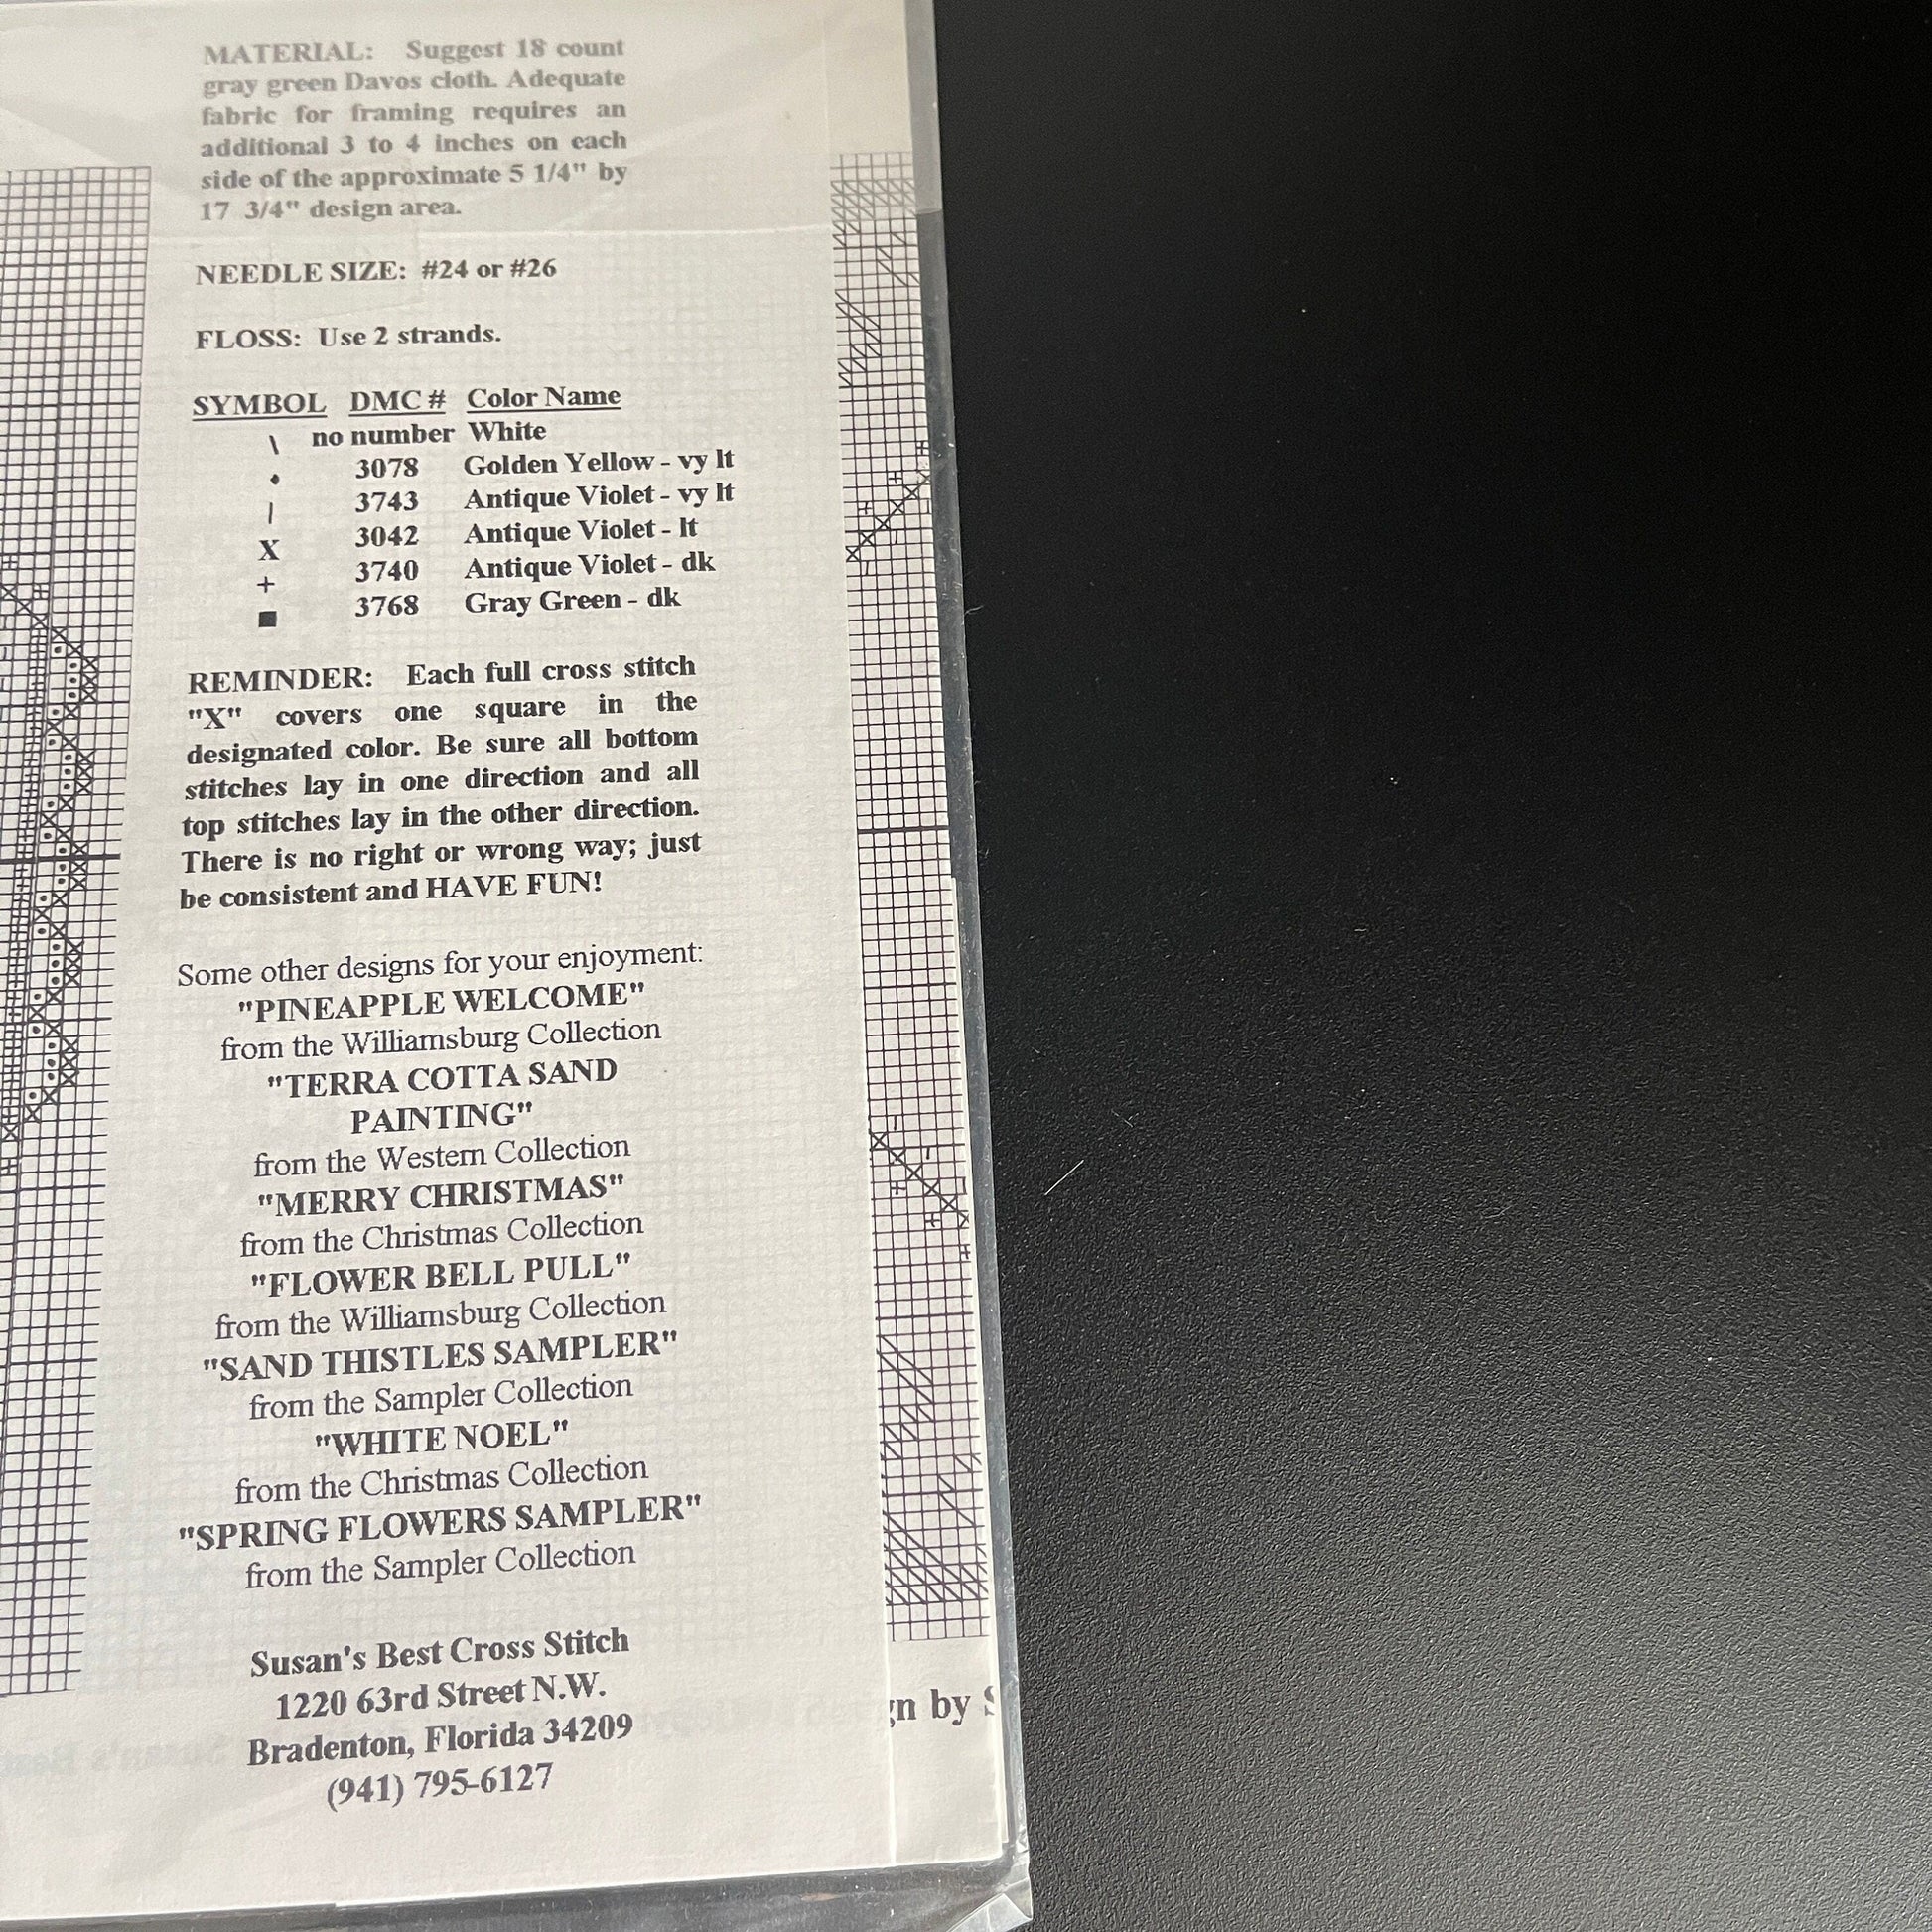 MATERIAL: Suggest 18 count
gray green Davos cloth. Adequate
fabric for framing requires an
additional 3 to 4 inches on each
side of the approximate 5 1/4" by
17 3/4" design area.
NEEDLE SIZE: #24 or #26
FLOSS: Use 2 strands.
SYMBOL DMC # Color Name
\ no number White
♦ 3078 Golden Yellow - vy lt
| 3743 Antique Violet - vy lt
X 3042 Antique Violet - lt
+ 3740 Antique Violet - dk
■ 3768 Gray Green - dk
REMINDER: Each full cross stitch
"X" covers one square in the
designated color. Be sure all bottom
stitches lay in one direction and all
top stitches lay in the other direction.
There is no right or wrong way; just
be consistent and HAVE FUN!
Some other designs for your enjoyment:
"PINEAPPLE WELCOME"
from the Williamsburg Collection
"TERRA COTTA SAND
PAINTING"
from the Western Collection
"MERRY CHRISTMAS"
from the Christmas Collection
"FLOWER BELL PULL"
from the Williamsburg Collection
"SAND THISTLES SAMPLER"
from the Sampler Collection
"WHITE NOEL"
from the Christmas Collection
"SPRING FLOWERS SAMPLER"
from the Sampler Collection
Susan's Best Cross Stitch
1220 63rd Street N.W.
Bradenton, Florida 34209
(941) 795-6127
gn by S